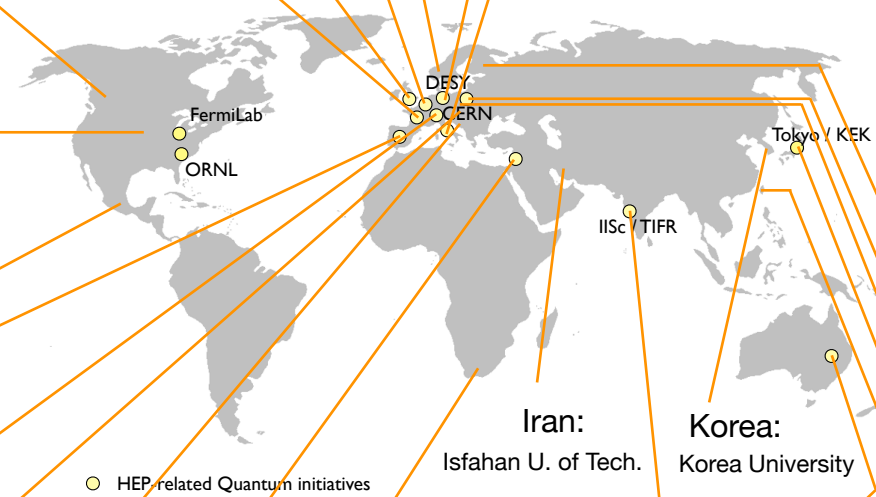 DESY
FermiLab
CERN
Tokyo / KEK
ORNL
IISc / TIFR
Iran:
Isfahan U. of Tech.
Korea:
Korea University
HEP-related Quantum initiatives